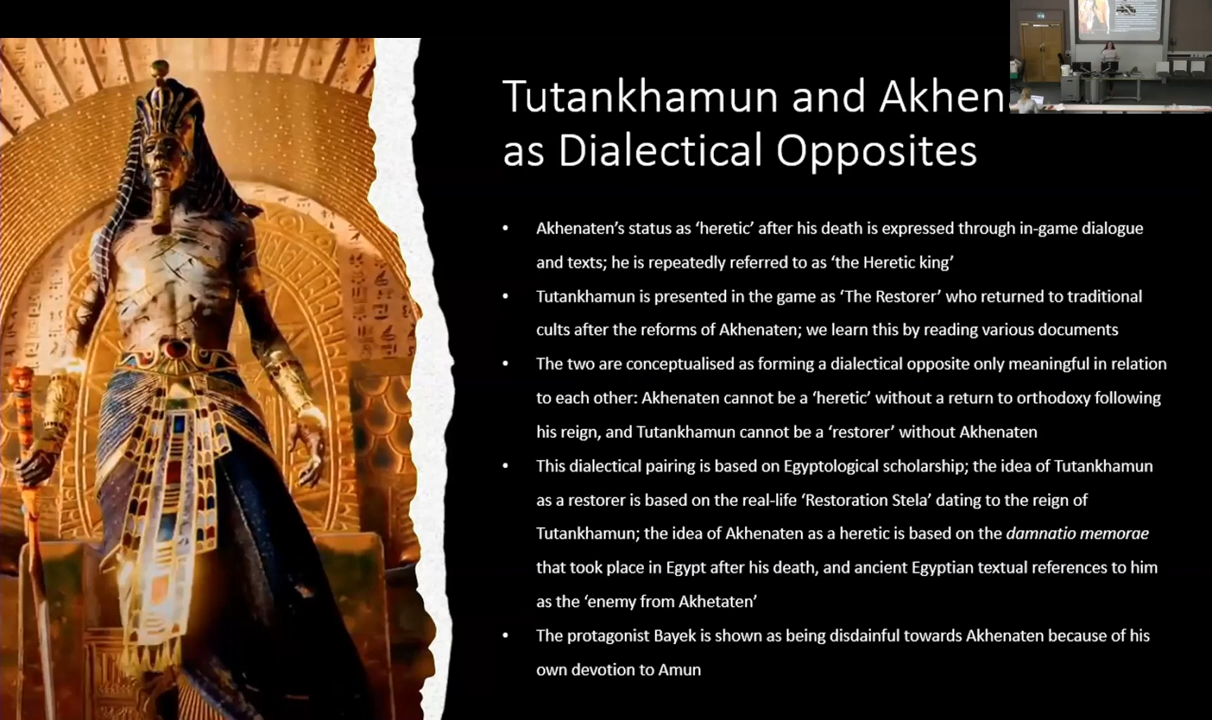 Tutankhamun and Akhen
as Dialectical Opposites
• Akhenaten's status as 'heretic' after his death is expressed through in-game dialogue
and texts; he is repeatedly referred to as 'the Heretic king'
• Tutankhamun is presented in the game as 'The Restorer' who returned to traditional
cults after the reforms of Akhenaten; we learn this by reading various documents
• The two are conceptualised as forming a dialectical opposite only meaningful in relation
to each other: Akhenaten cannot be a 'heretic' without a return to orthodoxy following
his reign, and Tutankhamun cannot be a 'restorer' without Akhenaten
• This dialectical pairing is based on Egyptological scholarship; the idea of Tutankhamun
as a restorer is based on the real-life 'Restoration Stela' dating to the reign of
Tutankhamun; the idea of Akhenaten as a heretic is based on the damnatio memorae
that took place in Egypt after his death, and ancient Egyptian textual references to him
as the 'enemy from Akhetaten'
• The protagonist Bayek is shown as being disdainful towards Akhenaten because of his
own devotion to Amun